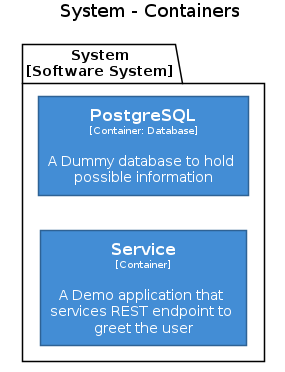 System - Containers
System
[Software System]
PostgreSQL
[Container: Database]
A Dummy database to hold
possible information
Service
[Container]
A Demo application that
services REST endpoint to
greet the user